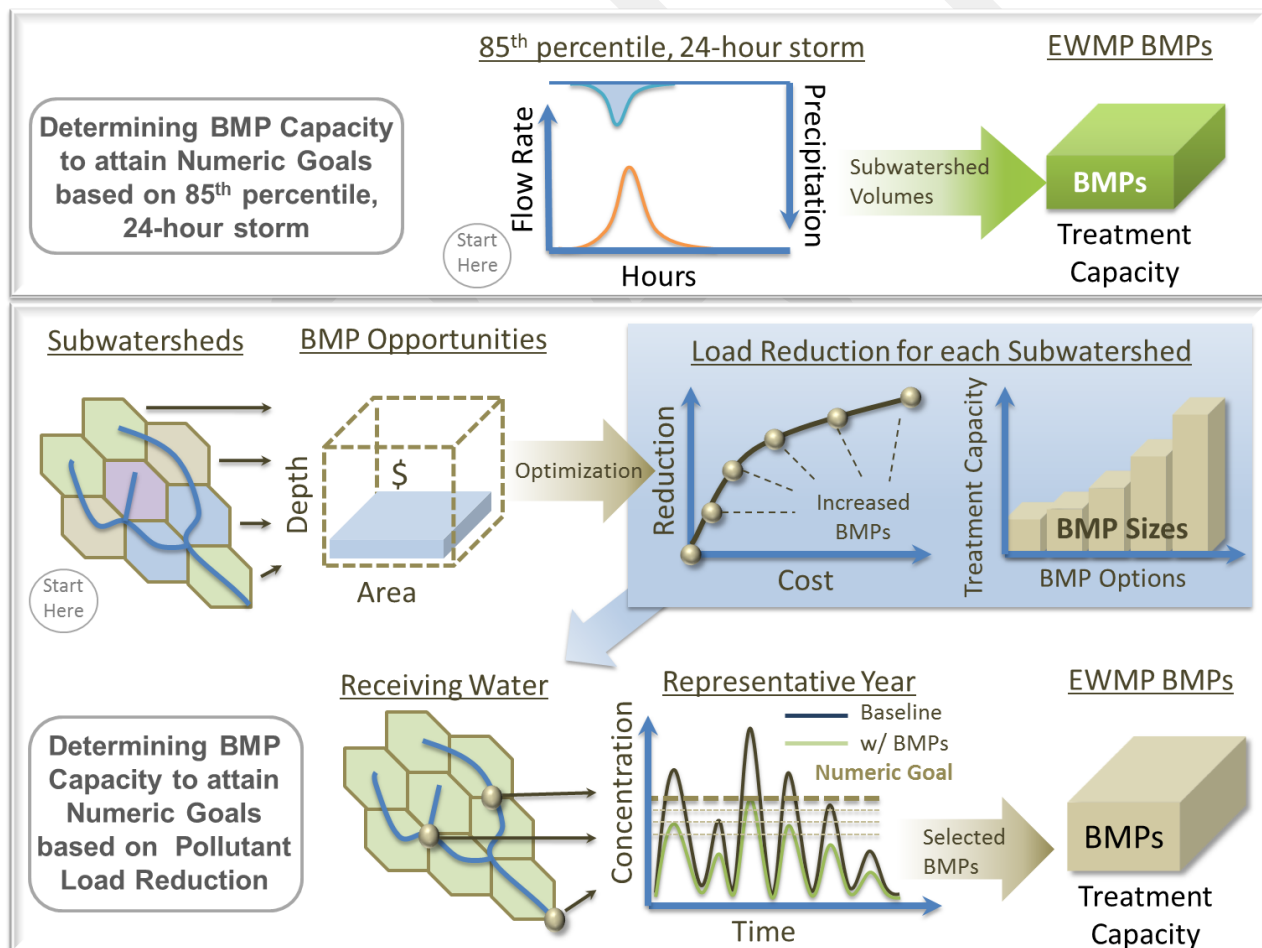 85th percentile, 24-hour storm
EWMP BMPs
Determining BMP Capacity
to attain Numeric Goals
based on 85th percentile,
24-hour storm
Start
Here
Flow Rate
Precipitation
Hours
Subwatershed
Volumes
BMPs
Treatment
Capacity
Subwatersheds
BMP Opportunities
Load Reduction for each Subwatershed
Start
Here
Depth
$
Area
Optimization
Reduction
Increased
BMPs
Cost
Treatment Capacity
BMP Sizes
BMP Options
Receiving Water
Representative Year
EWMP BMPs
Determining BMP
Capacity to attain
Numeric Goals
based on Pollutant
Load Reduction
Baseline
w/ BMPs
Numeric Goal
Concentration
Time
Selected
BMPs
BMPs
Treatment
Capacity